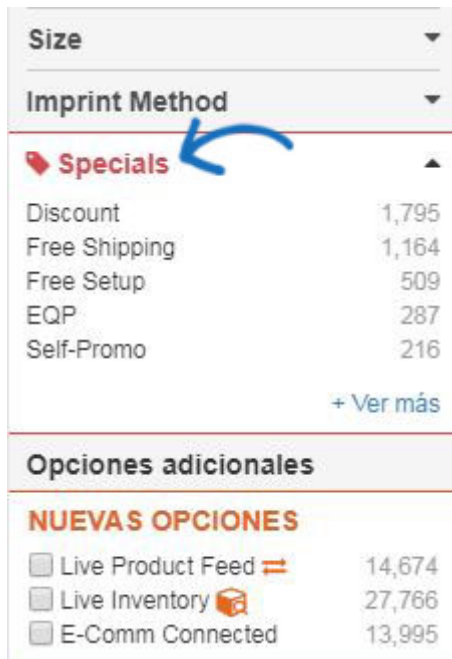 Size
Imprint Method
Specials
Discount 1,795
Free Shipping 1,164
Free Setup 509
EQP 287
Self-Promo 216
+ Ver más
Opciones adicionales
NUEVAS OPCIONES
Live Product Feed 14,674
Live Inventory 27,766
E-Comm Connected 13,995